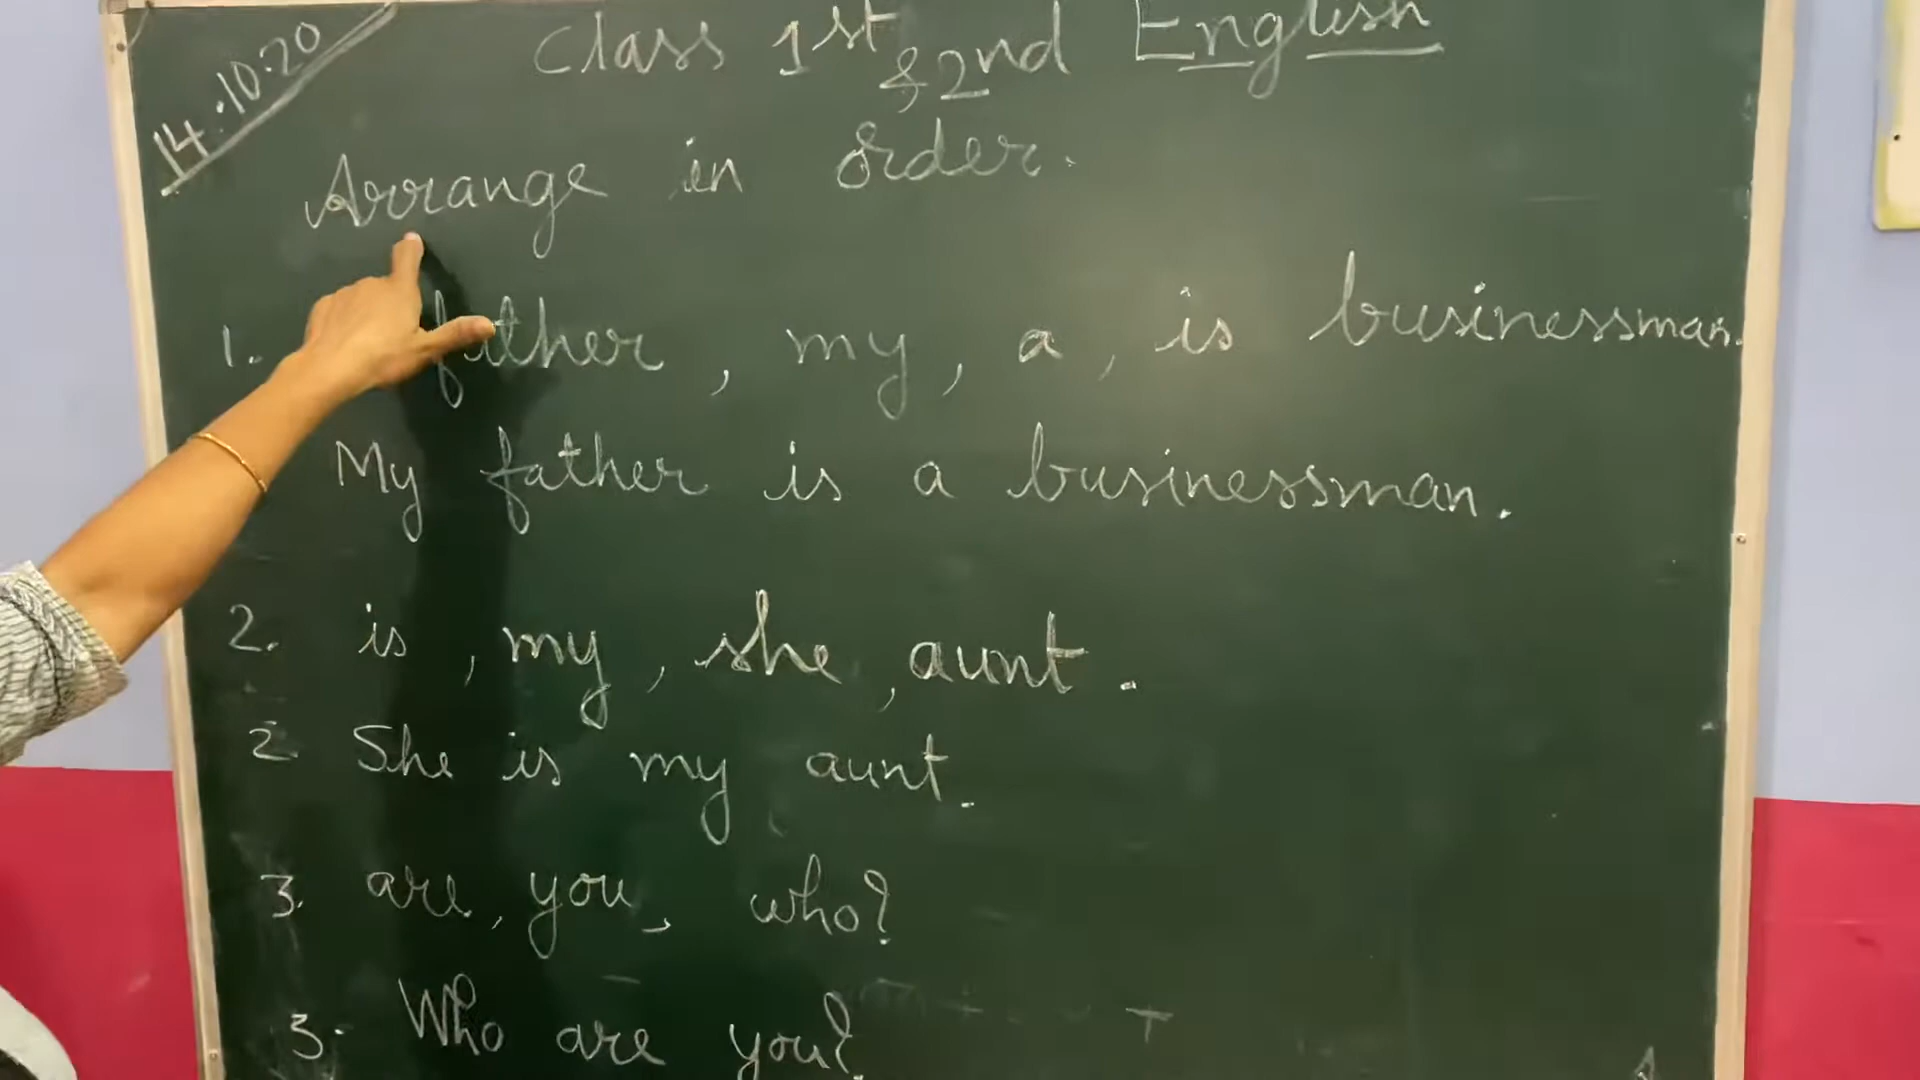 14.10.20
Class 1st & 2nd English
Arrange in order.
1. father, my, a, is businessman.
My father is a businessman.
2. is, my, she, aunt.
2 She is my aunt.
3. are, you, who?
3. Who are you?